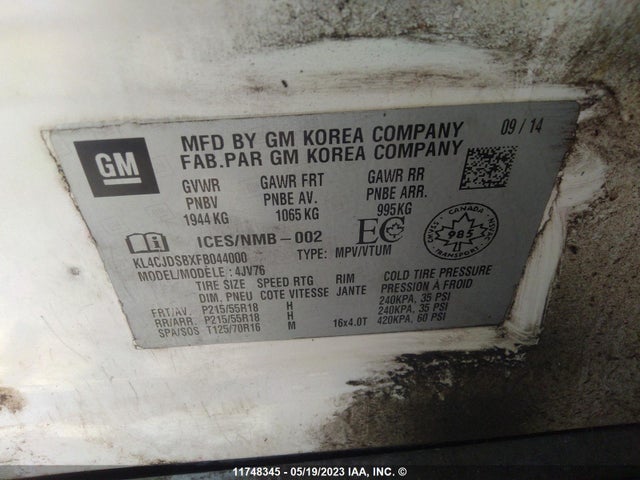 GM
MFD BY GM KOREA COMPANY 09/14
FAB.PAR GM KOREA COMPANY
GVWR GAWR FRT GAWR RR
PNBV PNBE AV. PNBE ARR.
1944 KG 1065 KG 995KG
ICES/NMB-002 EC
CANADA
985
TRANSPORT
KL4CJDSBXFB044000
MODEL/MODÈLE: 4JV76 TYPE: MPV/VTUM
TIRE SIZE SPEED RTG RIM COLD TIRE PRESSURE
DIM. PNEU COTE VITESSE JANTE PRESSION À FROID
FRT/AV. P215/55R18 H 240KPA, 35 PSI
RR/ARR. P215/55R18 H 240KPA, 35 PSI
SPA/SOS T125/70R16 M 16x4.0T 420KPA, 60 PSI
11748345 - 05/19/2023 IAA, INC. ©